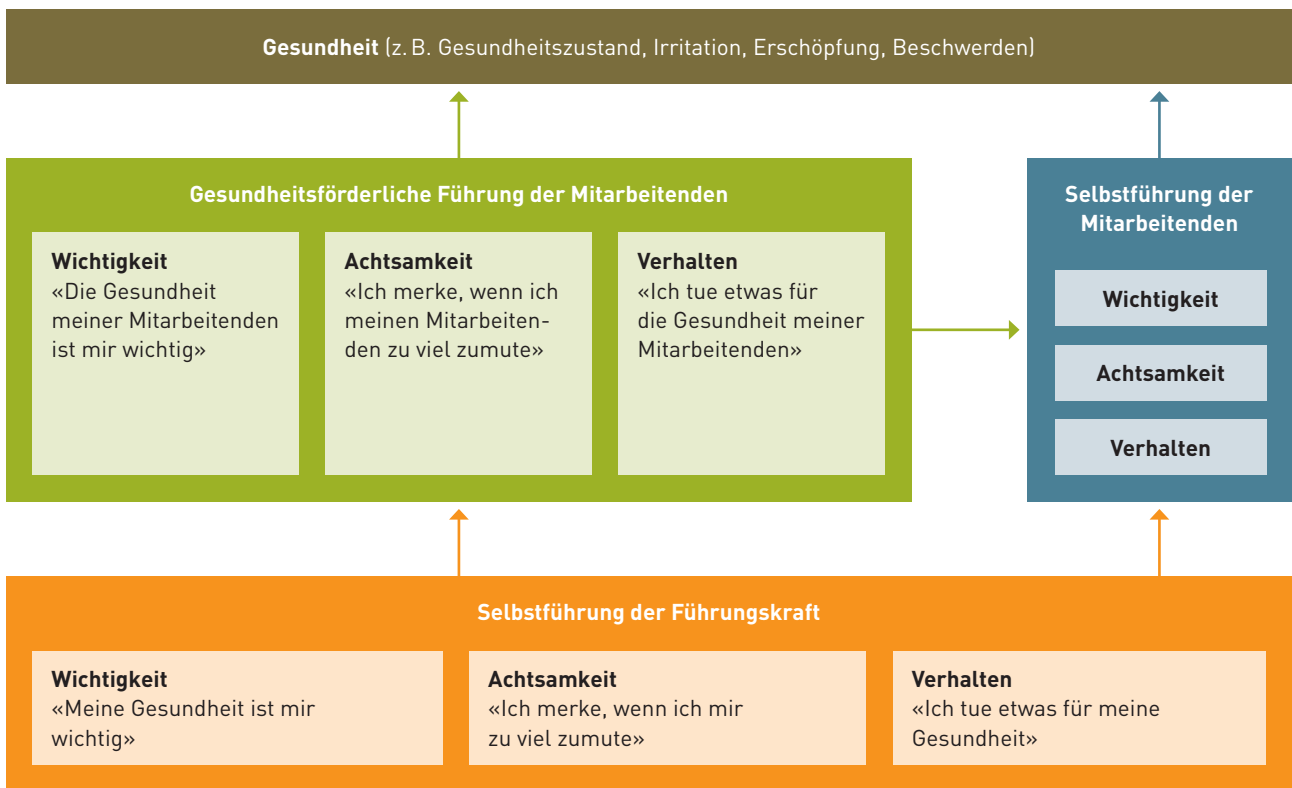 Gesundheit (z. B. Gesundheitszustand, Irritation, Erschöpfung, Beschwerden)
Gesundheitsförderliche Führung der Mitarbeitenden
Wichtigkeit
«Die Gesundheit
meiner Mitarbeitenden
ist mir wichtig»
Achtsamkeit
«Ich merke, wenn ich
meinen Mitarbeiten-
den zu viel zumute»
Verhalten
«Ich tue etwas für
die Gesundheit meiner
Mitarbeitenden»
Selbstführung der
Mitarbeitenden
Wichtigkeit
Achtsamkeit
Verhalten
Selbstführung der Führungskraft
Wichtigkeit
«Meine Gesundheit ist mir
wichtig»
Achtsamkeit
«Ich merke, wenn ich mir
zu viel zumute»
Verhalten
«Ich tue etwas für meine
Gesundheit»